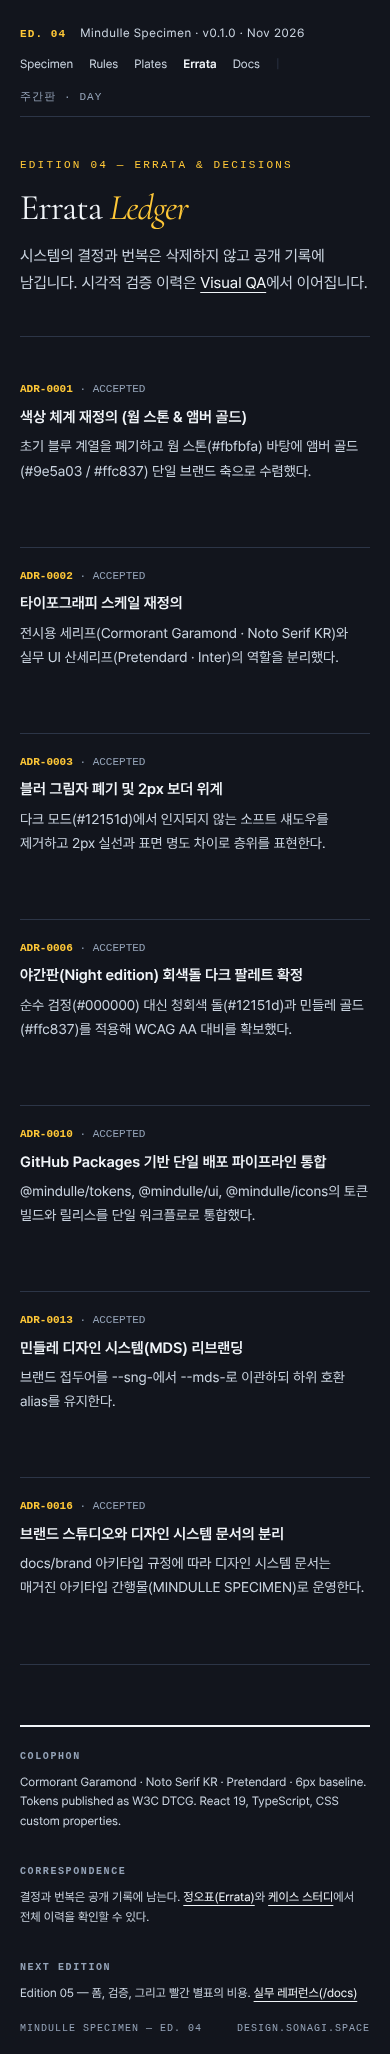 ED. 04 Mindulle Specimen · v0.1.0 · Nov 2026
Specimen Rules Plates Errata Docs |
주간판 · DAY
EDITION 04 — ERRATA & DECISIONS
Errata Ledger
시스템의 결정과 번복은 삭제하지 않고 공개 기록에
남깁니다. 시각적 검증 이력은 Visual QA에서 이어집니다.
ADR-0001 · ACCEPTED
색상 체계 재정의 (웜 스톤 & 앰버 골드)
초기 블루 계열을 폐기하고 웜 스톤(#fbfbfa) 바탕에 앰버 골드
(#9e5a03 / #ffc837) 단일 브랜드 축으로 수렴했다.
ADR-0002 · ACCEPTED
타이포그래피 스케일 재정의
전시용 세리프(Cormorant Garamond · Noto Serif KR)와
실무 UI 산세리프(Pretendard · Inter)의 역할을 분리했다.
ADR-0003 · ACCEPTED
블러 그림자 폐기 및 2px 보더 위계
다크 모드(#12151d)에서 인지되지 않는 소프트 섀도우를
제거하고 2px 실선과 표면 명도 차이로 층위를 표현한다.
ADR-0006 · ACCEPTED
야간판(Night edition) 회색돌 다크 팔레트 확정
순수 검정(#000000) 대신 청회색 돌(#12151d)과 민들레 골드
(#ffc837)를 적용해 WCAG AA 대비를 확보했다.
ADR-0010 · ACCEPTED
GitHub Packages 기반 단일 배포 파이프라인 통합
@mindulle/tokens, @mindulle/ui, @mindulle/icons의 토큰
빌드와 릴리스를 단일 워크플로로 통합했다.
ADR-0013 · ACCEPTED
민들레 디자인 시스템(MDS) 리브랜딩
브랜드 접두어를 --sng-에서 --mds-로 이관하되 하위 호환
alias를 유지한다.
ADR-0016 · ACCEPTED
브랜드 스튜디오와 디자인 시스템 문서의 분리
docs/brand 아키타입 규정에 따라 디자인 시스템 문서는
매거진 아키타입 간행물(MINDULLE SPECIMEN)로 운영한다.
COLOPHON
Cormorant Garamond · Noto Serif KR · Pretendard · 6px baseline.
Tokens published as W3C DTCG. React 19, TypeScript, CSS
custom properties.
CORRESPONDENCE
결정과 번복은 공개 기록에 남는다. 정오표(Errata)와 케이스 스터디에서
전체 이력을 확인할 수 있다.
NEXT EDITION
Edition 05 — 폼, 검증, 그리고 빨간 별표의 비용. 실무 레퍼런스(/docs)
MINDULLE SPECIMEN — ED. 04 DESIGN.SONAGI.SPACE